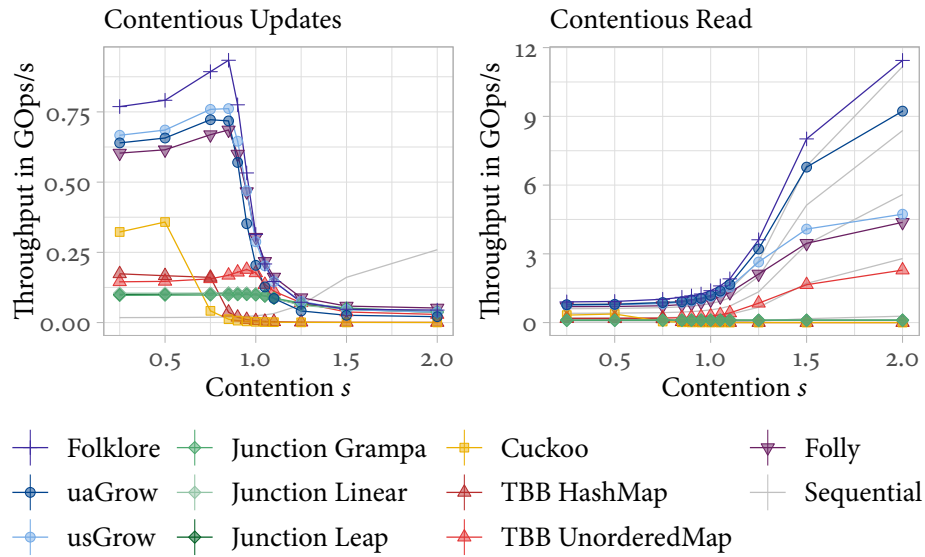 Contentious Updates
Contentious Read
Throughput in GOps/s
0.75
0.50
0.25
0.00
0.5 1.0 1.5 2.0
Contention s
Throughput in GOps/s
12
9
6
3
0
0.5 1.0 1.5 2.0
Contention s
Folklore Junction Grampa Cuckoo Folly
uaGrow Junction Linear TBB HashMap Sequential
usGrow Junction Leap TBB UnorderedMap